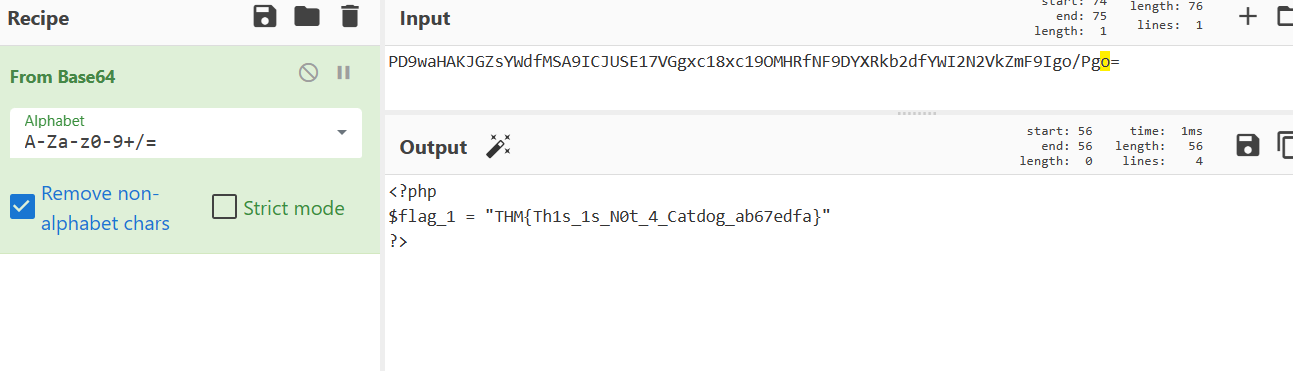 Recipe
From Base64
Alphabet
A-Za-z0-9+/=
Remove non-
alphabet chars
Strict mode
Input
start: 74
end: 75
length: 1
length: 76
lines: 1
PD9waHAKJGZsYWdfMSA9ICJUSE17VGgxc18xc19OMHRfNF9DYXRkb2dfYWI2N2VkZmF9Igo/Pgo=
Output
start: 56
end: 56
length: 0
time: 1ms
length: 56
lines: 4
<?php
$flag_1 = "THM{Th1s_1s_N0t_4_Catdog_ab67edfa}"
?>